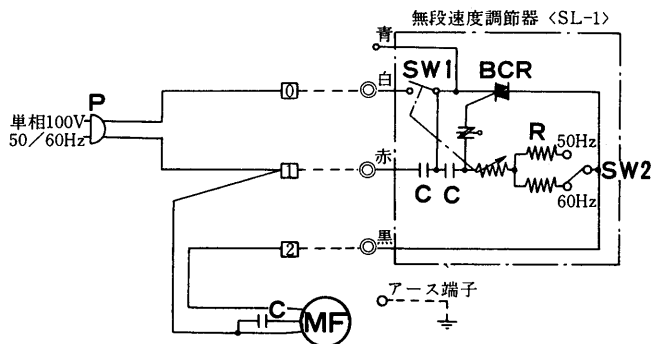 無段速度調節器 <SL-1>
青
白
SW1
BCR
P
0
単相100V
50/60Hz
R
50Hz
赤
1
SW2
C
C
60Hz
黒
2
アース端子
C
MF